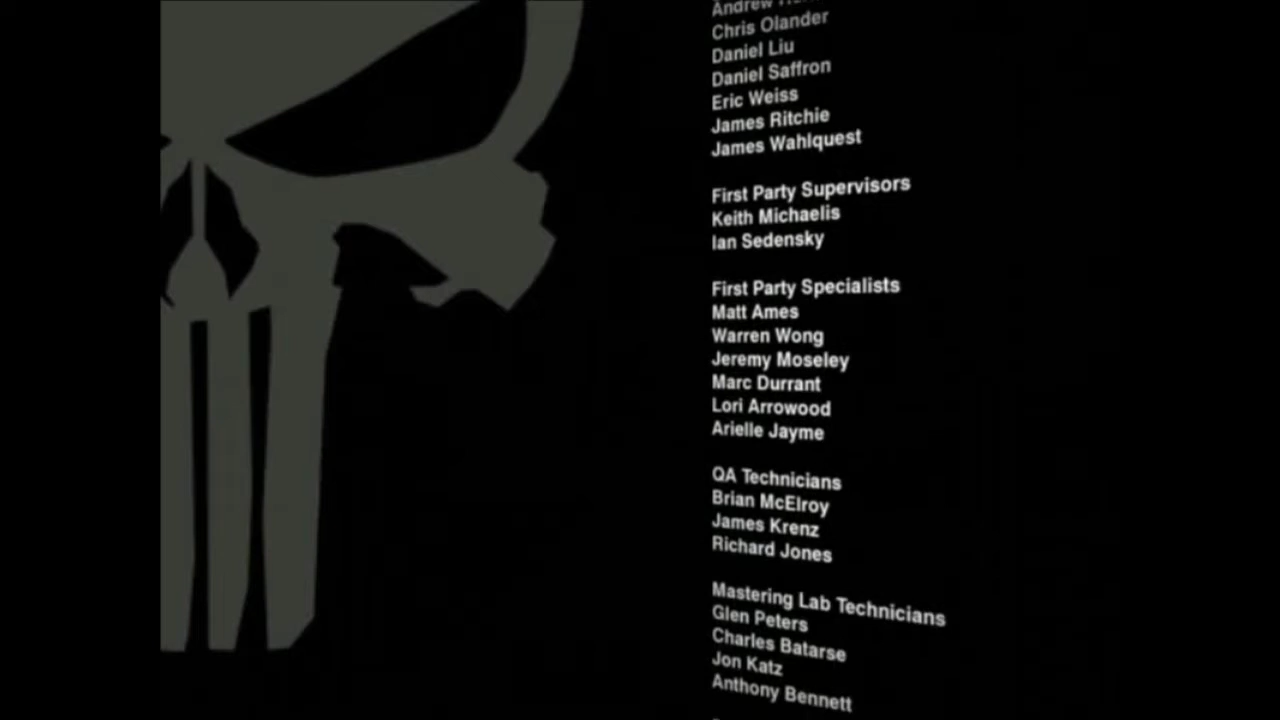 Andrew
Chris Olander
Daniel Liu
Daniel Saffron
Eric Weiss
James Ritchie
James Wahlquest
First Party Supervisors
Keith Michaelis
Ian Sedensky
First Party Specialists
Matt Ames
Warren Wong
Jeremy Moseley
Marc Durrant
Lori Arrowood
Arielle Jayme
QA Technicians
Brian McElroy
James Krenz
Richard Jones
Mastering Lab Technicians
Glen Peters
Charles Batarse
Jon Katz
Anthony Bennett